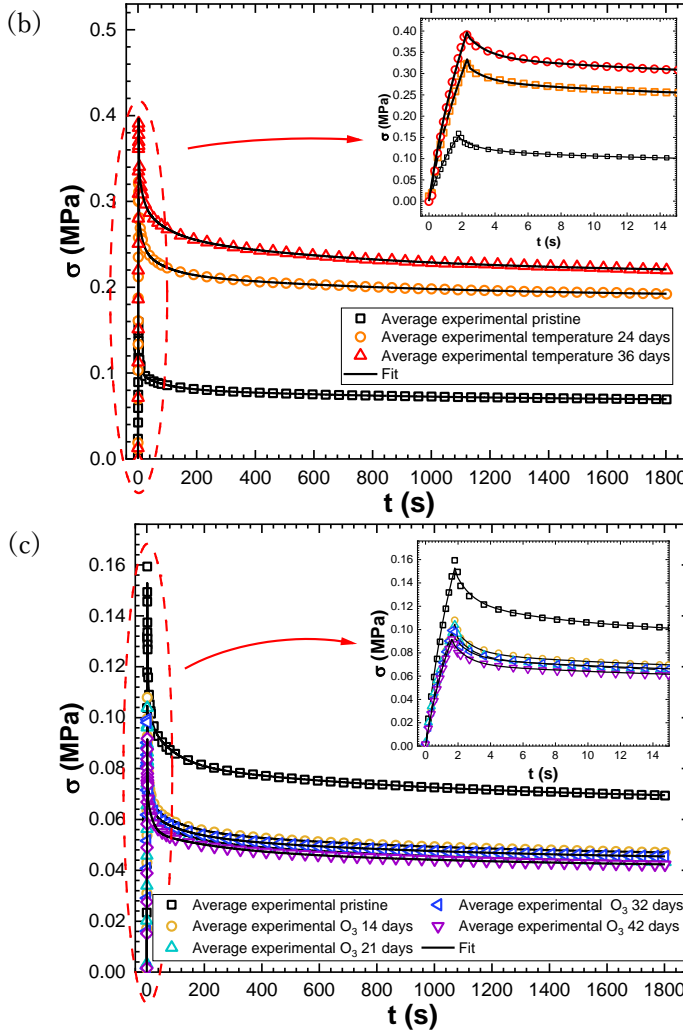 (b)
0.5
0.4
0.3
0.2
0.1
0.0
σ (MPa)
0 200 400 600 800 1000 1200 1400 1600 1800
t (s)
0.40
0.35
0.30
0.25
0.20
0.15
0.10
0.05
0.00
σ (MPa)
0 2 4 6 8 10 12 14
t (s)
Average experimental pristine
Average experimental temperature 24 days
Average experimental temperature 36 days
Fit
(c)
0.16
0.14
0.12
0.10
0.08
0.06
0.04
0.02
0.00
σ (MPa)
0 200 400 600 800 1000 1200 1400 1600 1800
t (s)
0.16
0.14
0.12
0.10
0.08
0.06
0.04
0.02
0.00
σ (MPa)
0 2 4 6 8 10 12 14
t (s)
Average experimental pristine
Average experimental O₃ 14 days
Average experimental O₃ 21 days
Average experimental O₃ 32 days
Average experimental O₃ 42 days
Fit